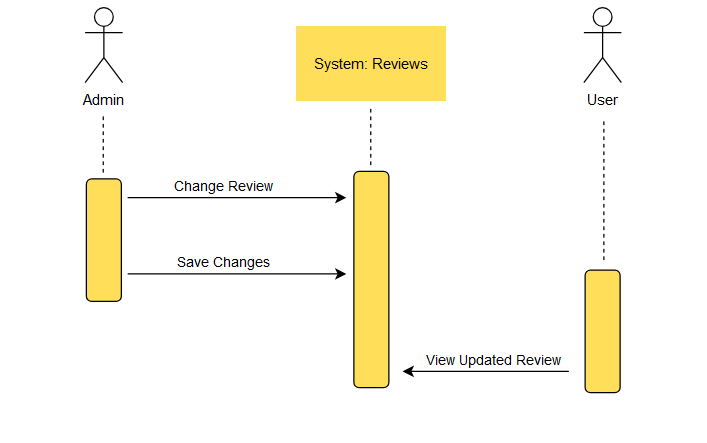 System: Reviews
Admin
User
Change Review
Save Changes
View Updated Review